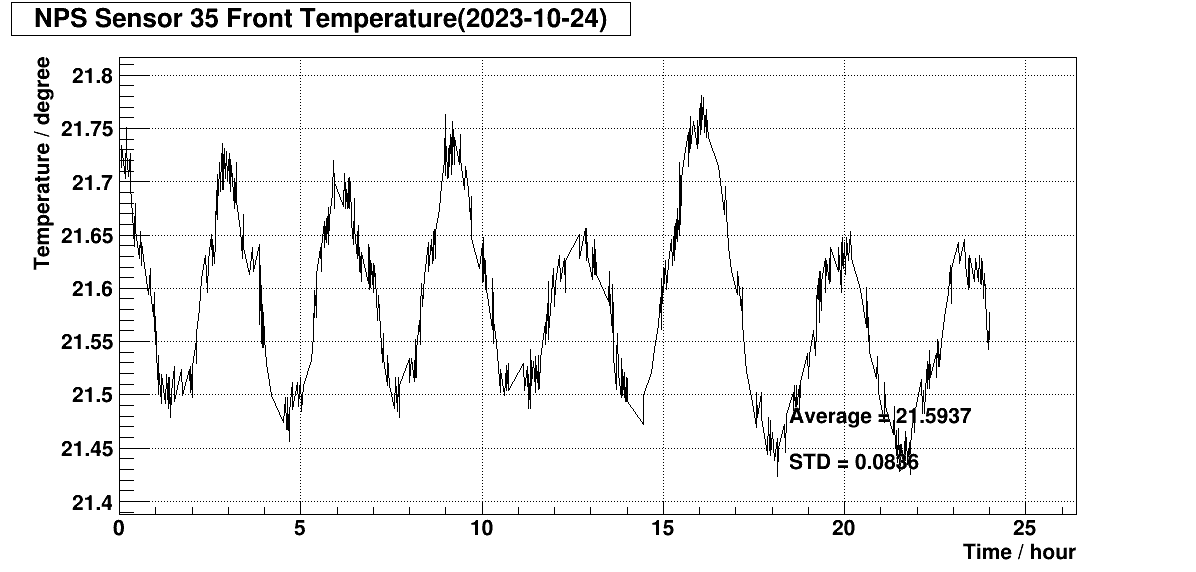 NPS Sensor 35 Front Temperature(2023-10-24)
Temperature / degree
21.8
21.75
21.7
21.65
21.6
21.55
21.5
21.45
21.4
Average = 21.5937
STD = 0.0836
0 5 10 15 20 25
Time / hour